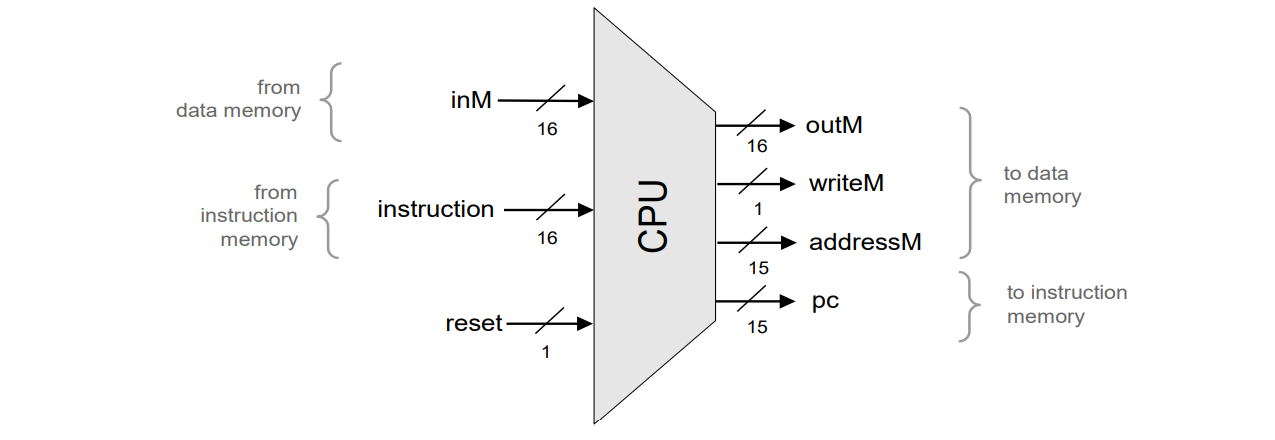 from
data memory
inM
16
from
instruction
memory
instruction
16
reset
1
CPU
outM
16
writeM
1
addressM
15
pc
15
to data
memory
to instruction
memory